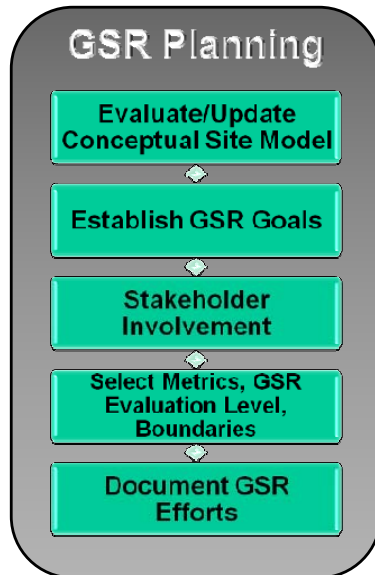 GSR Planning
Evaluate/Update
Conceptual Site Model
Establish GSR Goals
Stakeholder
Involvement
Select Metrics, GSR
Evaluation Level,
Boundaries
Document GSR
Efforts